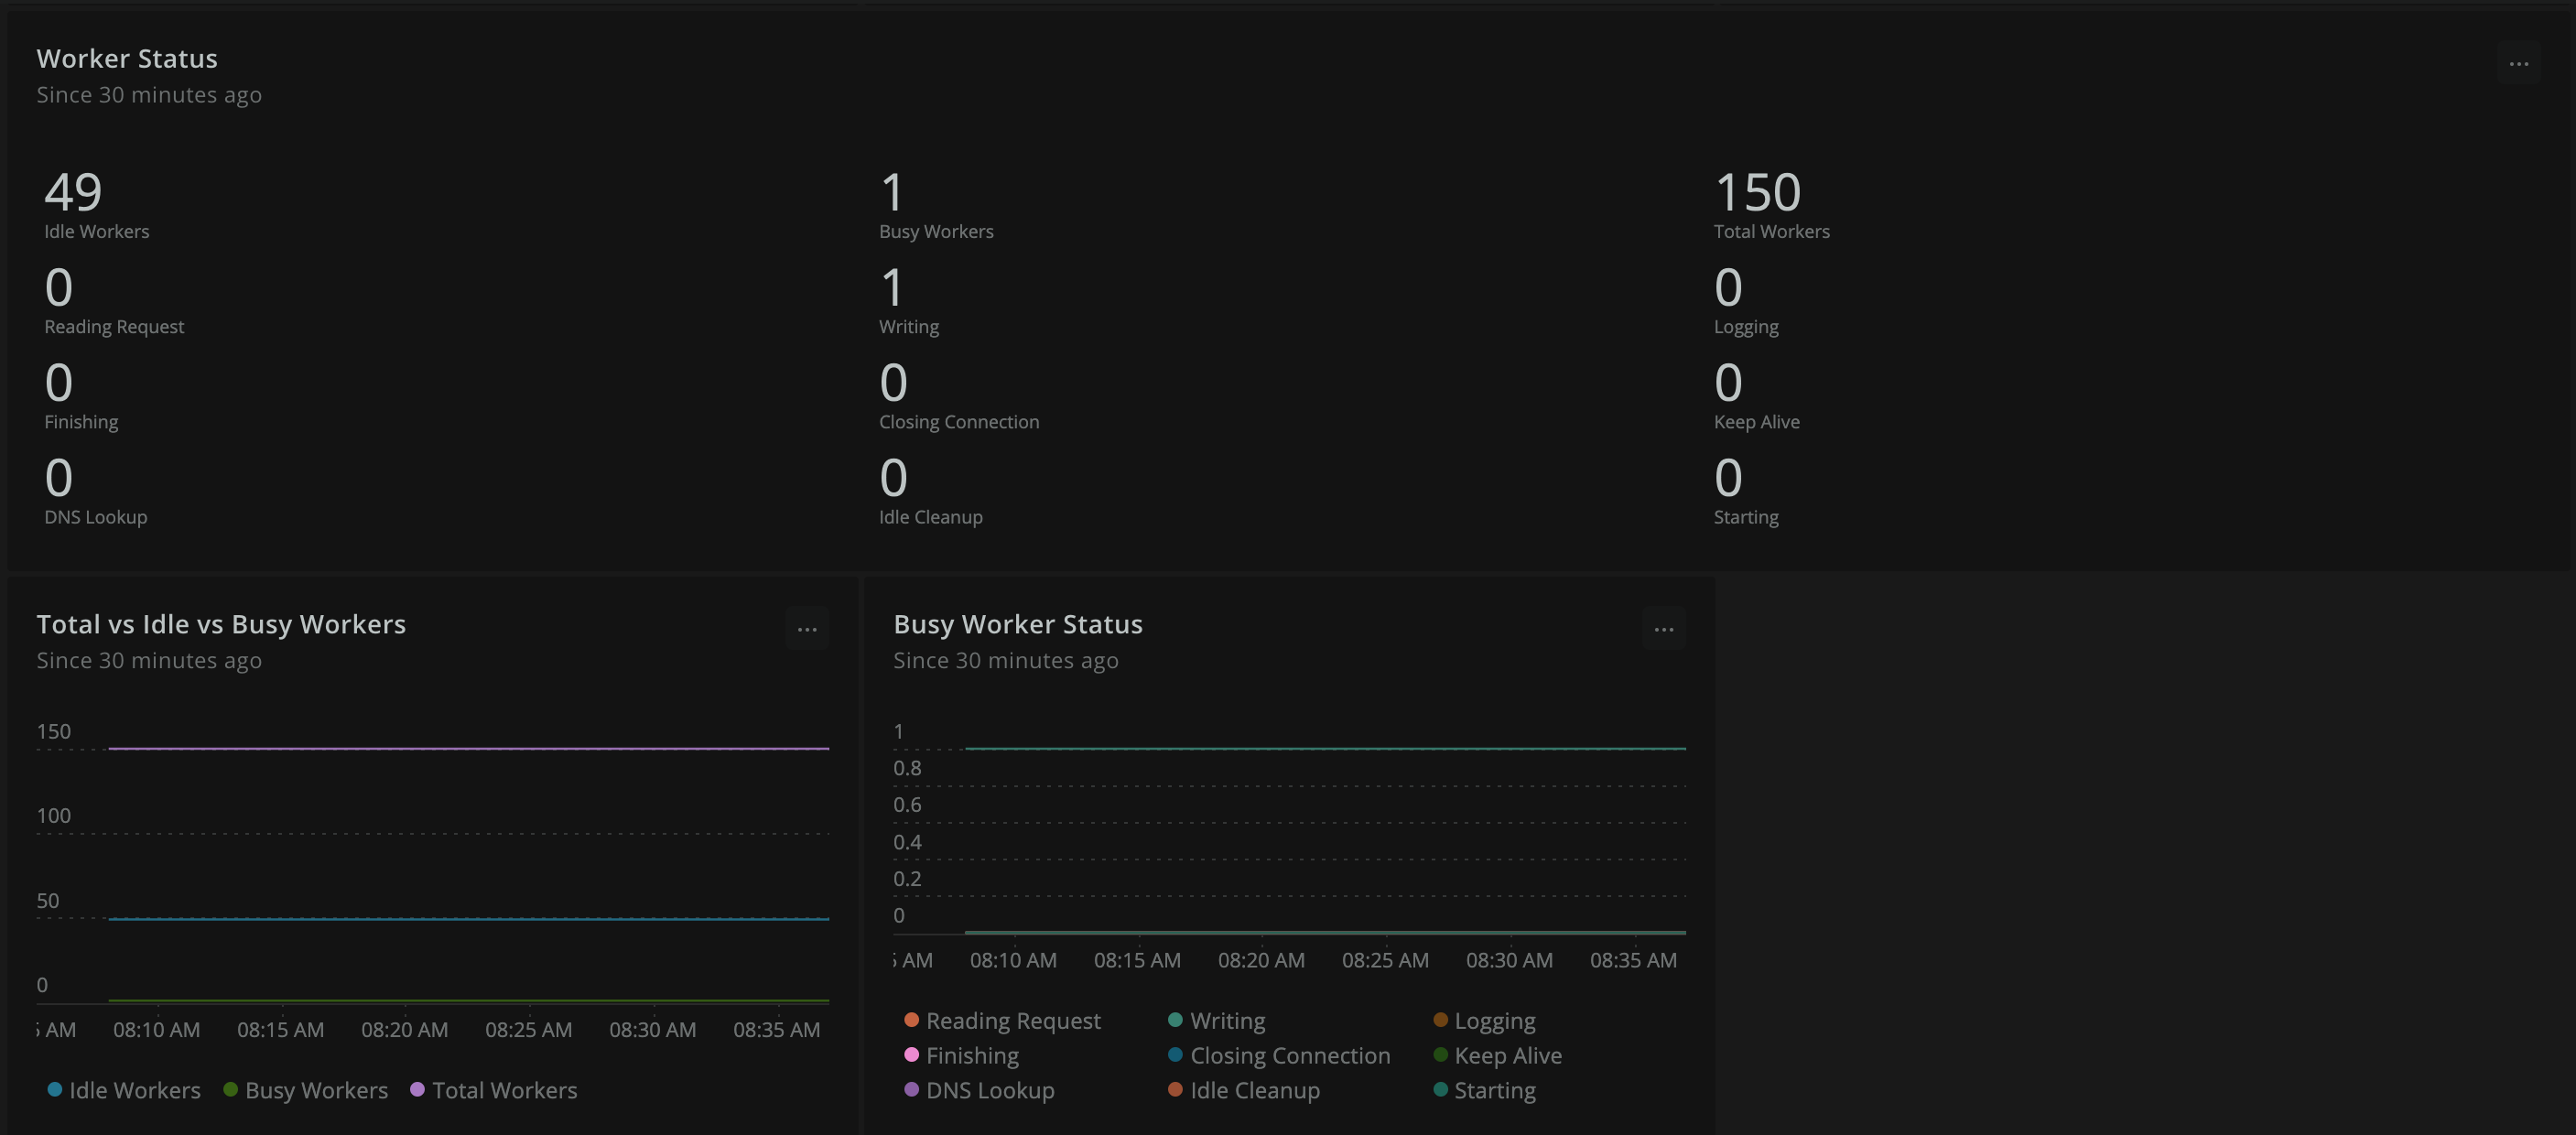 Worker Status
...
Since 30 minutes ago
49 1 150
Idle Workers Busy Workers Total Workers
0 1 0
Reading Request Writing Logging
0 0 0
Finishing Closing Connection Keep Alive
0 0 0
DNS Lookup Idle Cleanup Starting
Total vs Idle vs Busy Workers
...
Since 30 minutes ago
150
100
50
0
AM 08:10 AM 08:15 AM 08:20 AM 08:25 AM 08:30 AM 08:35 AM
Idle Workers Busy Workers Total Workers
Busy Worker Status
...
Since 30 minutes ago
1
0.8
0.6
0.4
0.2
0
AM 08:10 AM 08:15 AM 08:20 AM 08:25 AM 08:30 AM 08:35 AM
Reading Request Writing Logging
Finishing Closing Connection Keep Alive
DNS Lookup Idle Cleanup Starting